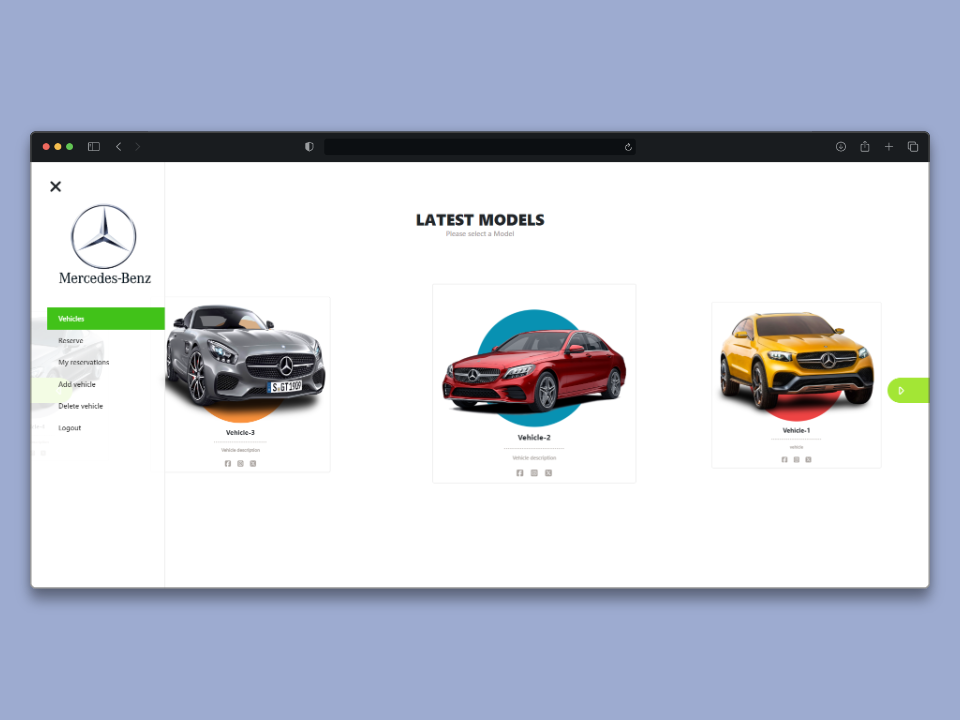 Mercedes-Benz
Vehicles
Reserve
My reservations
Add vehicle
Delete vehicle
Logout
LATEST MODELS
Please select a Model
S GT 1909
Vehicle-3
Vehicle description
Vehicle-2
Vehicle description
Vehicle-1
vehicle